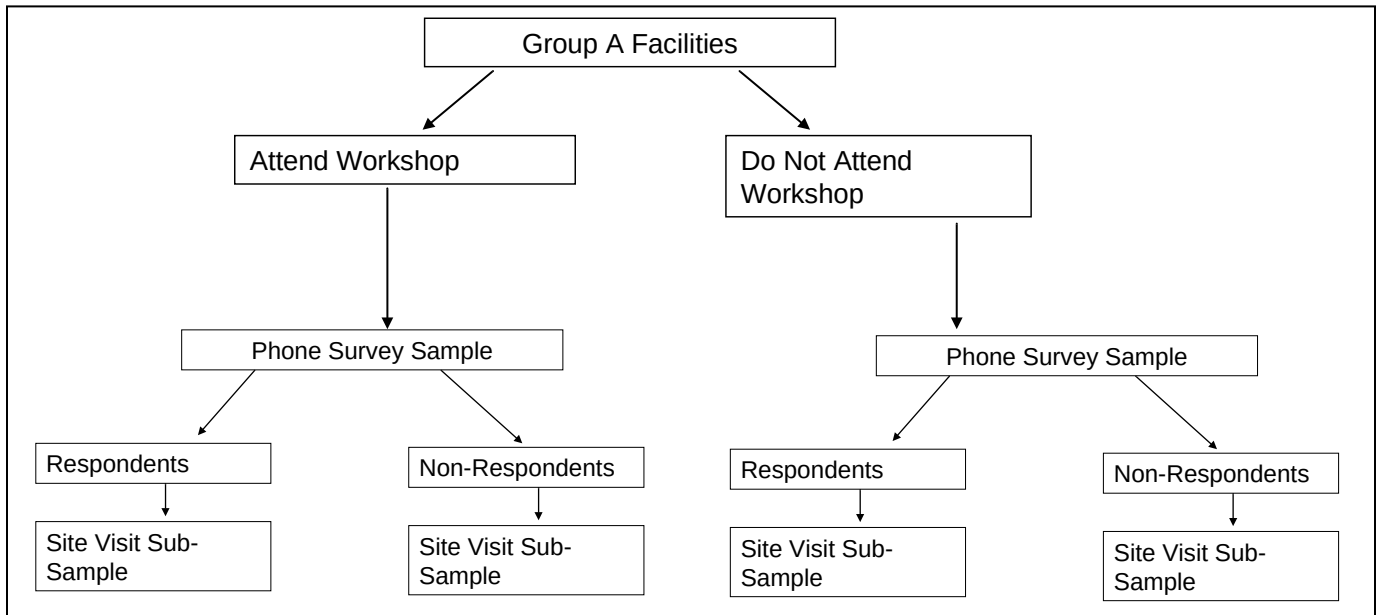 Group A Facilities
Attend Workshop
Do Not Attend
Workshop
Phone Survey Sample
Phone Survey Sample
Respondents
Non-Respondents
Respondents
Non-Respondents
Site Visit Sub-
Sample
Site Visit Sub-
Sample
Site Visit Sub-
Sample
Site Visit Sub-
Sample